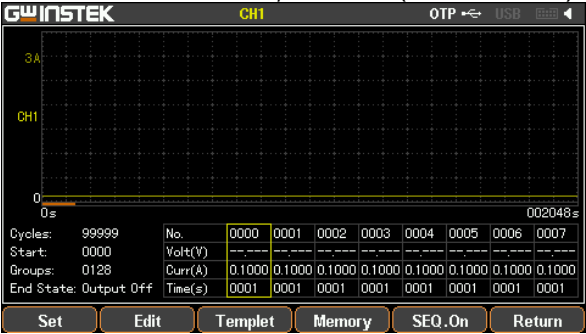 GWINSTEK CH1 OTP USB
3A
CH1
0
0s 002048s
Cycles: 99999 No. 0000 0001 0002 0003 0004 0005 0006 0007
Start: 0000 Volt(V) --.--- --.--- --.--- --.--- --.--- --.--- --.--- --.---
Groups: 0128 Curr(A) 0.1000 0.1000 0.1000 0.1000 0.1000 0.1000 0.1000 0.1000
End State: Output Off Time(s) 0001 0001 0001 0001 0001 0001 0001 0001
Set Edit Templet Memory SEQ.On Return